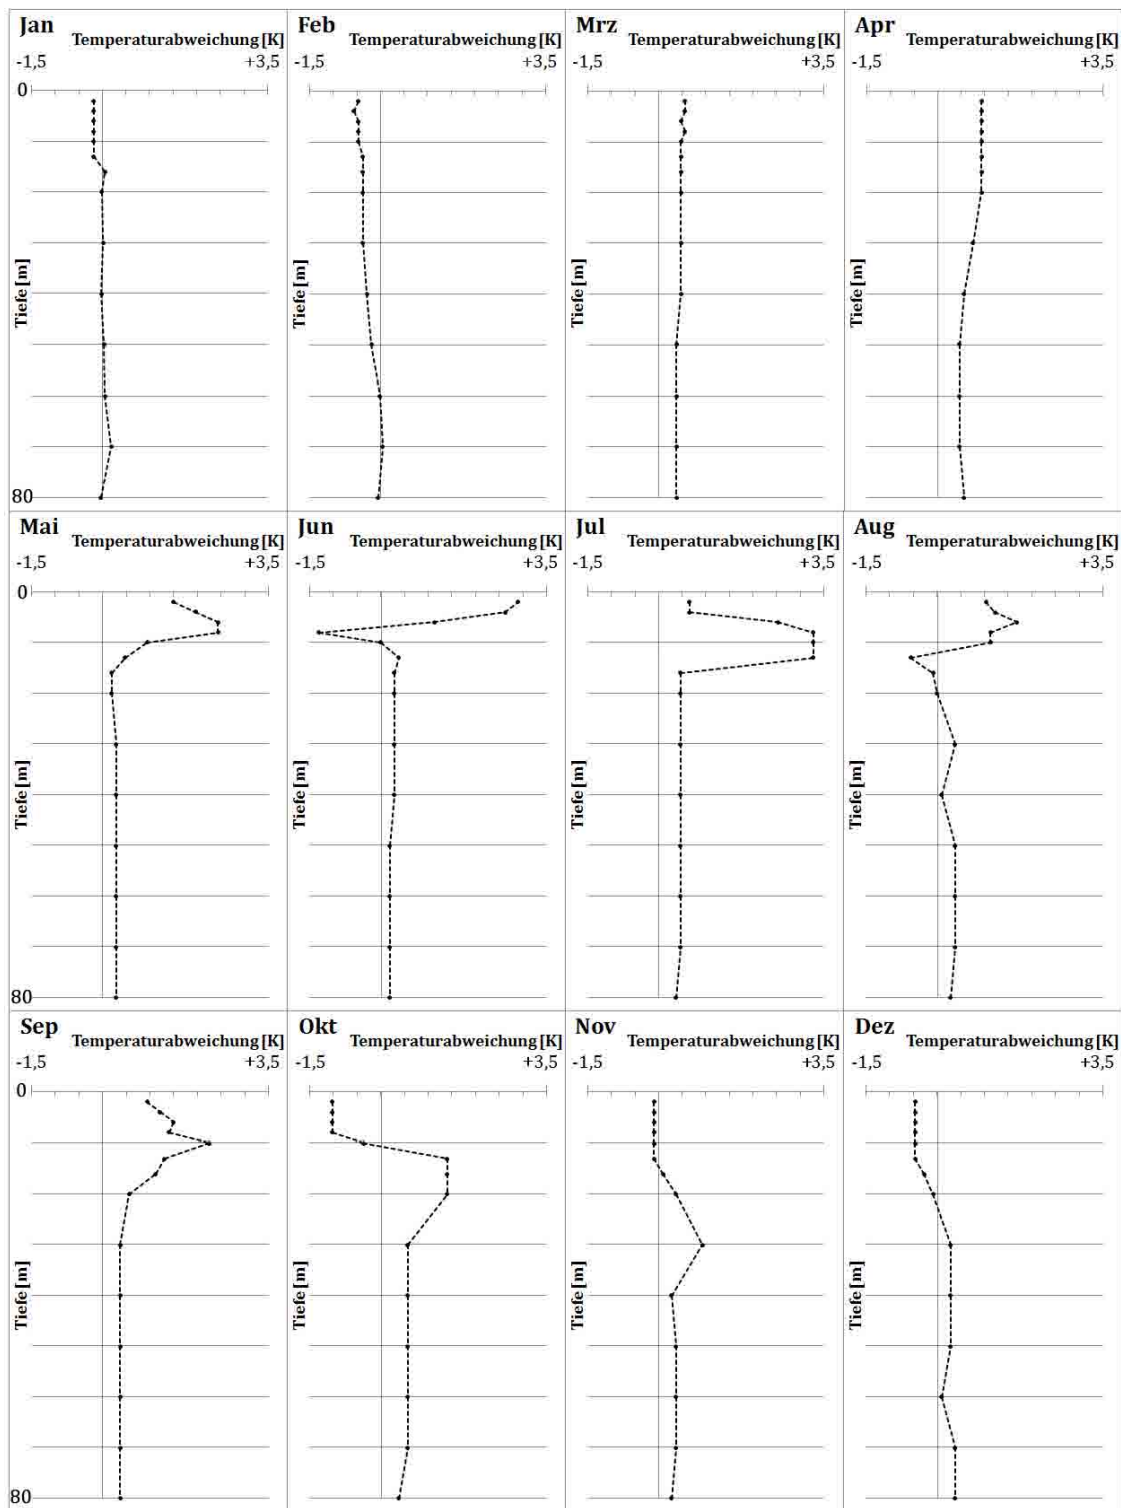 Jan
Temperaturabweichung [K]
-1,5 +3,5
0
Tiefe [m]
80
Feb
Temperaturabweichung [K]
-1,5 +3,5
Tiefe [m]
Mrz
Temperaturabweichung [K]
-1,5 +3,5
Tiefe [m]
Apr
Temperaturabweichung [K]
-1,5 +3,5
Tiefe [m]
Mai
Temperaturabweichung [K]
-1,5 +3,5
0
Tiefe [m]
80
Jun
Temperaturabweichung [K]
-1,5 +3,5
Tiefe [m]
Jul
Temperaturabweichung [K]
-1,5 +3,5
Tiefe [m]
Aug
Temperaturabweichung [K]
-1,5 +3,5
Tiefe [m]
Sep
Temperaturabweichung [K]
-1,5 +3,5
0
Tiefe [m]
80
Okt
Temperaturabweichung [K]
-1,5 +3,5
Tiefe [m]
Nov
Temperaturabweichung [K]
-1,5 +3,5
Tiefe [m]
Dez
Temperaturabweichung [K]
-1,5 +3,5
Tiefe [m]